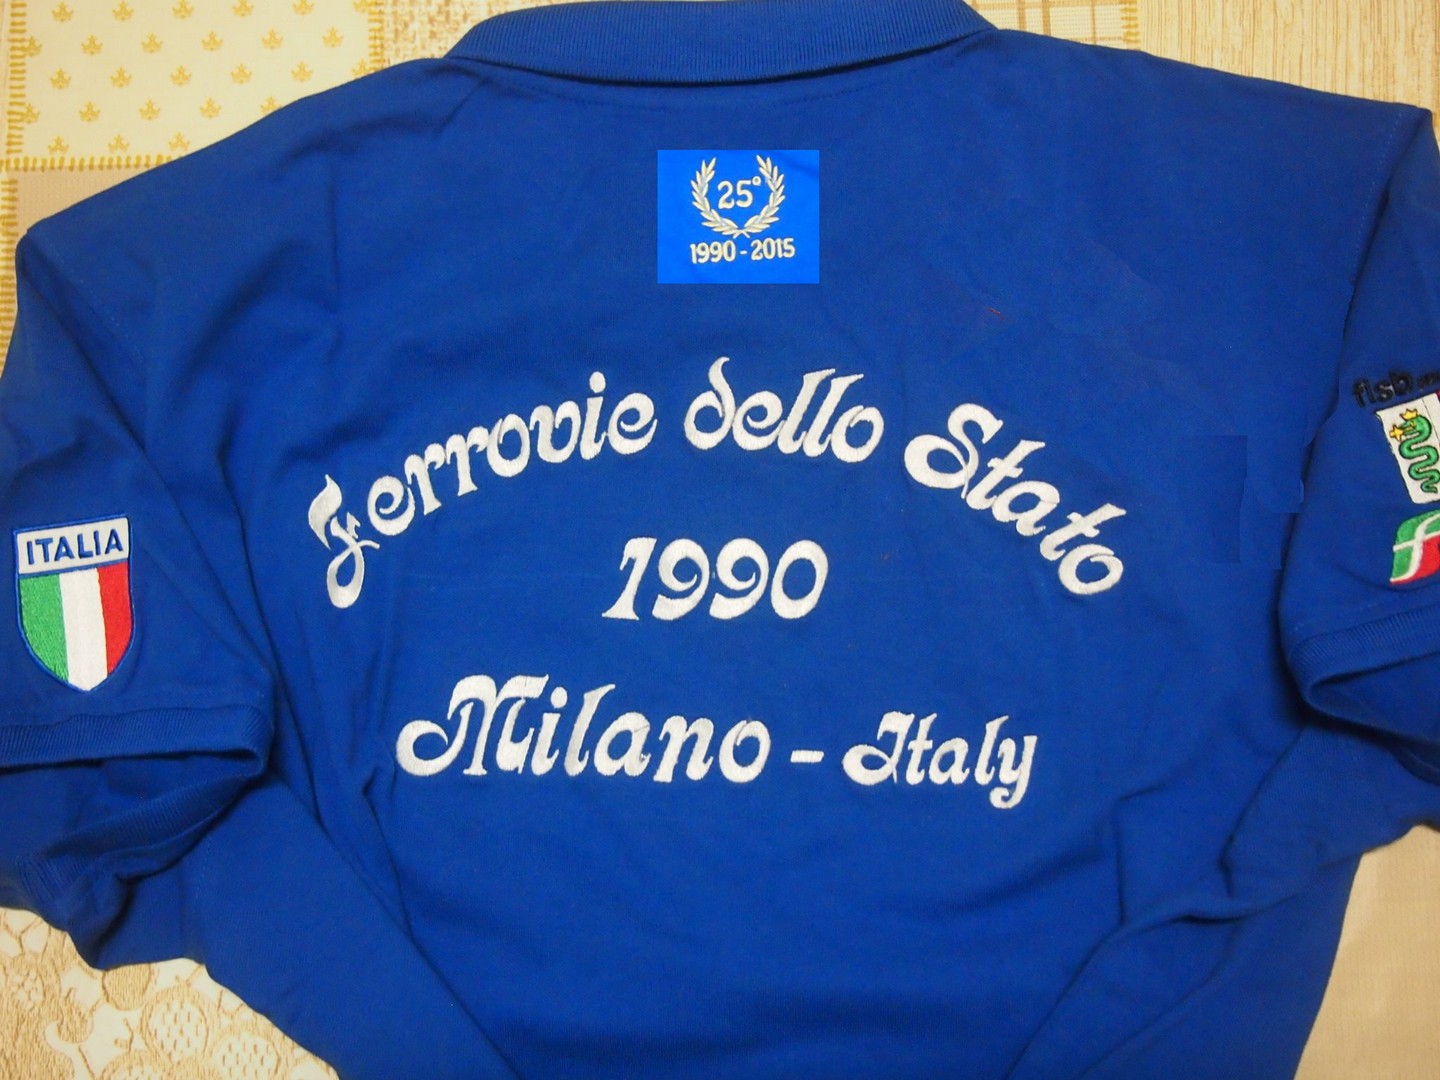 25°
1990 - 2015
Ferrovie dello Stato
1990
Milano - Italy
ITALIA
fisb